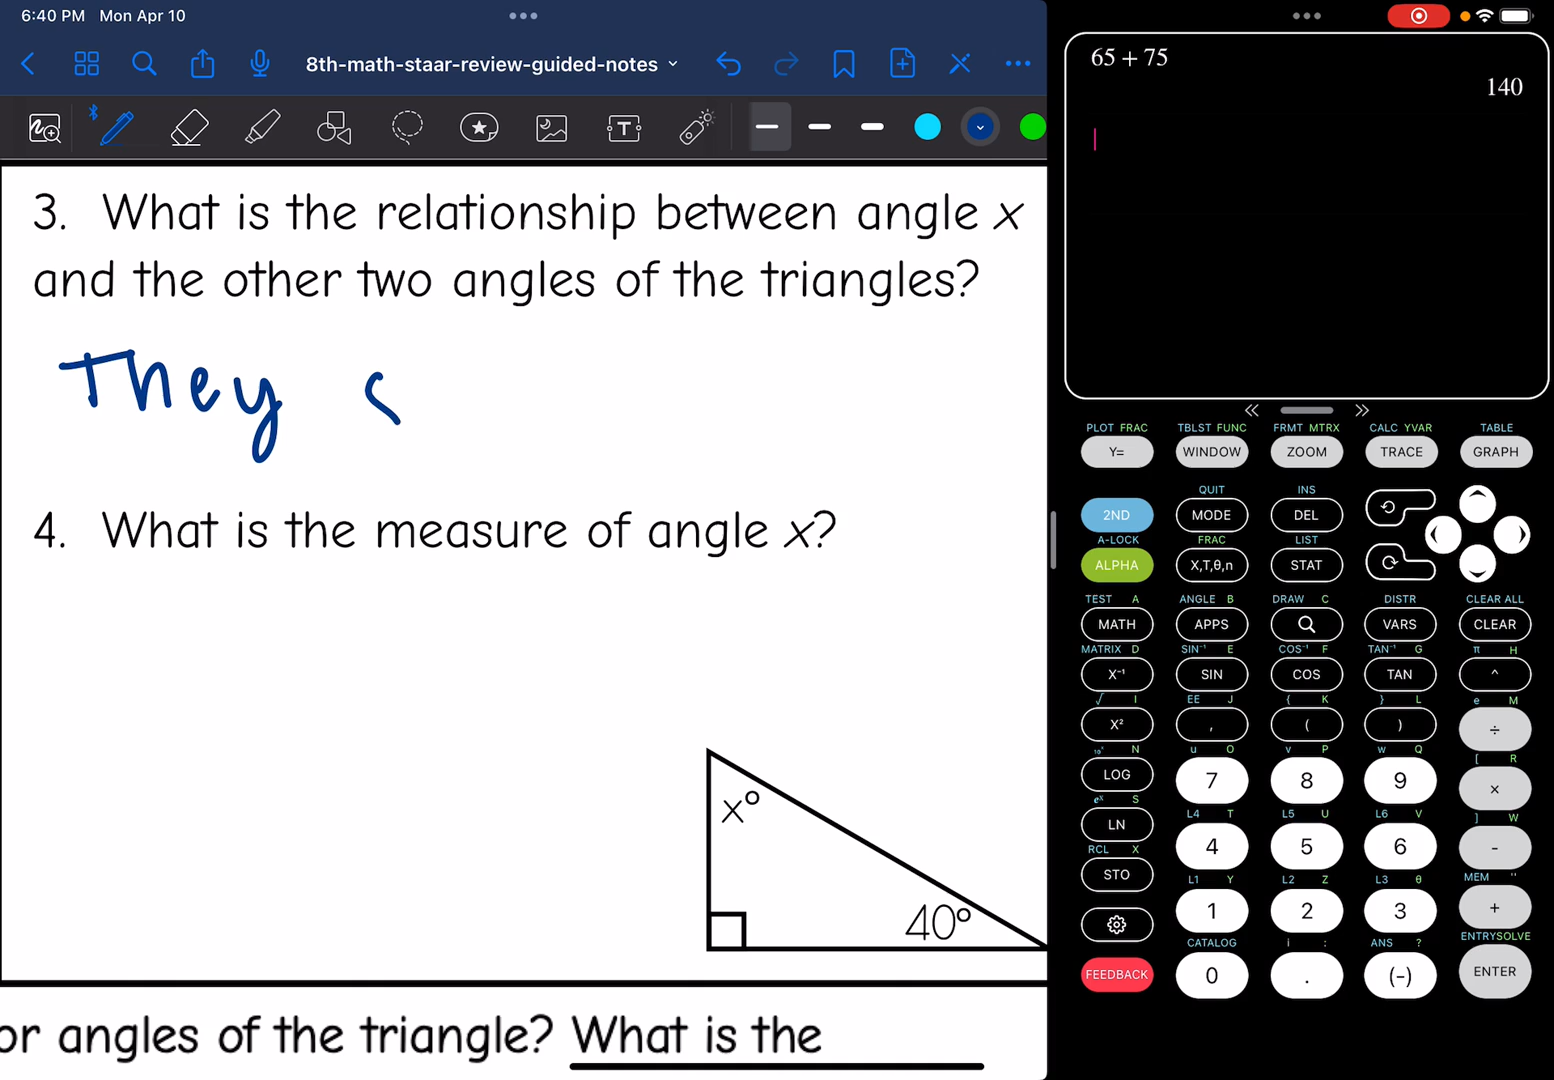 6:40 PM Mon Apr 10
8th-math-staar-review-guided-notes
T
3. What is the relationship between angle x
and the other two angles of the triangles?
They s
4. What is the measure of angle x?
x°
40°
or angles of the triangle? What is the
65 + 75
140
PLOT FRAC TBLST FUNC FRMT MTRX CALC YVAR TABLE
Y= WINDOW ZOOM TRACE GRAPH
QUIT INS
2ND MODE DEL
A-LOCK FRAC LIST
ALPHA X,T,θ,n STAT
TEST A ANGLE B DRAW C DISTR CLEAR ALL
MATH APPS VARS CLEAR
MATRIX D SIN⁻¹ E COS⁻¹ F TAN⁻¹ G π H
X⁻¹ SIN COS TAN ^
√ I EE J { K } L e M
X² , ( ) ÷
10ˣ N u O v P w Q [ R
LOG 7 8 9 ×
eˣ S L4 T L5 U L6 V ] W
LN 4 5 6 -
RCL X L1 Y L2 Z L3 θ MEM "
STO 1 2 3 +
CATALOG i : ANS ? ENTRY SOLVE
FEEDBACK 0 . (-) ENTER